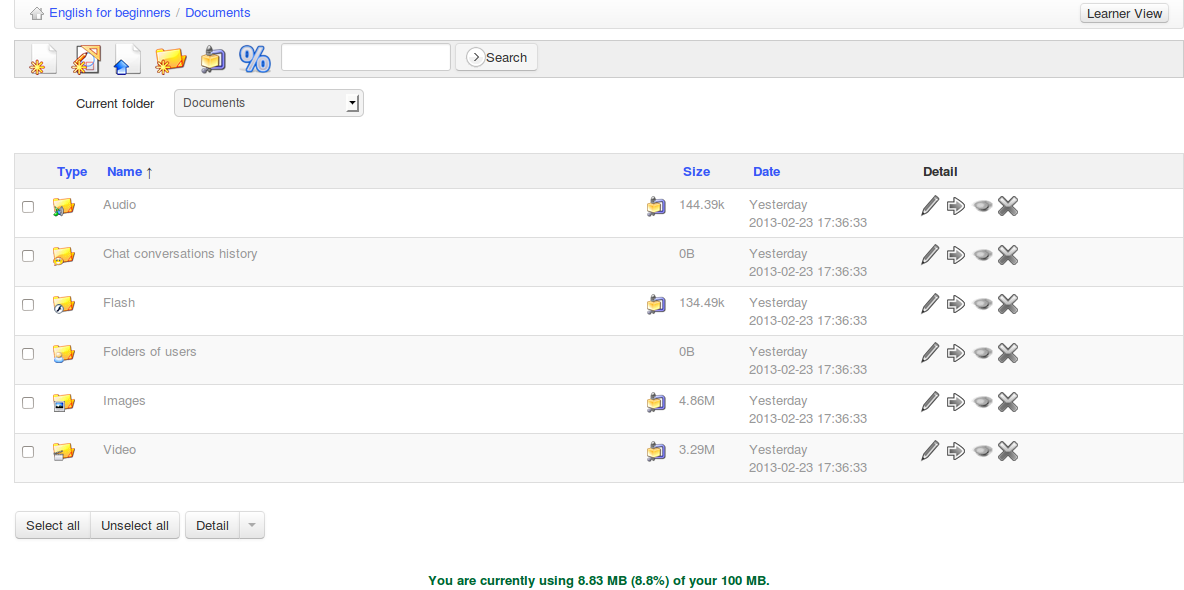 English for beginners / Documents
Learner View
% Search
Current folder Documents
Type Name ↑ Size Date Detail
Audio 144.39k Yesterday
2013-02-23 17:36:33
Chat conversations history 0B Yesterday
2013-02-23 17:36:33
Flash 134.49k Yesterday
2013-02-23 17:36:33
Folders of users 0B Yesterday
2013-02-23 17:36:33
Images 4.86M Yesterday
2013-02-23 17:36:33
Video 3.29M Yesterday
2013-02-23 17:36:33
Select all Unselect all Detail
You are currently using 8.83 MB (8.8%) of your 100 MB.